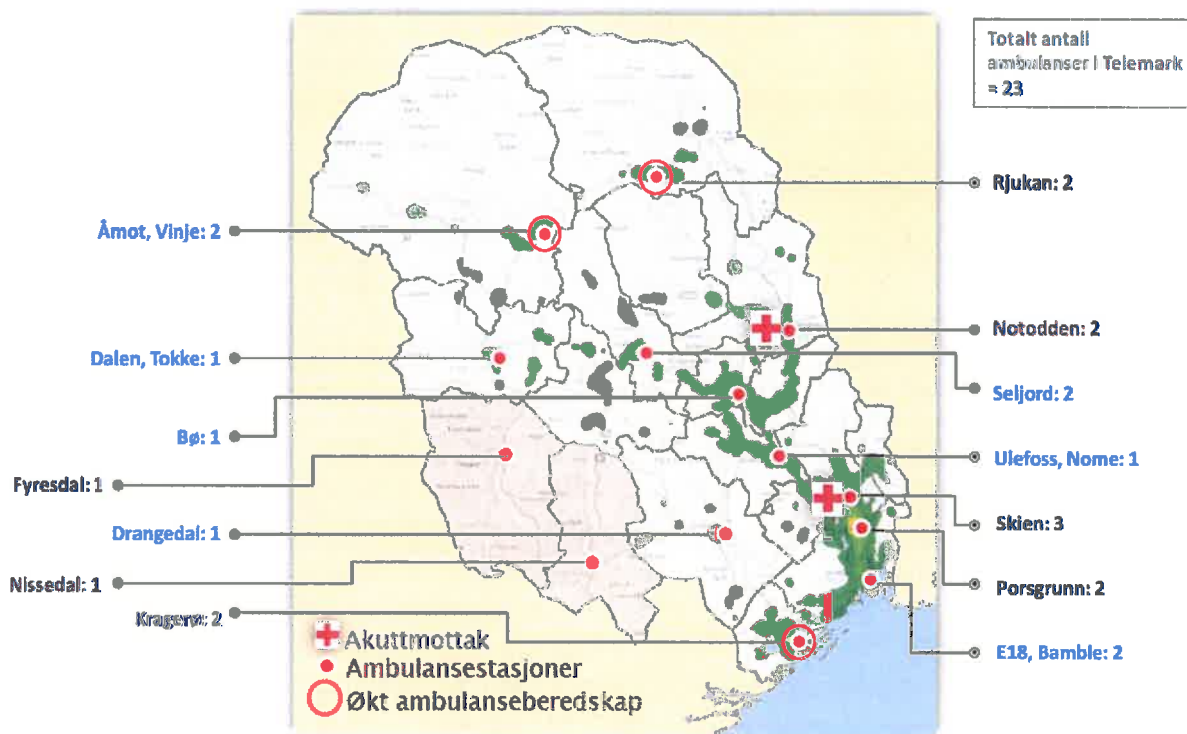 Totalt antall
ambulanser i Telemark
= 23
Rjukan: 2
Åmot, Vinje: 2
Notodden: 2
Dalen, Tokke: 1
Seljord: 2
Bø: 1
Ulefoss, Nome: 1
Fyresdal: 1
Skien: 3
Drangedal: 1
Nissedal: 1
Porsgrunn: 2
Kragerø: 2
E18, Bamble: 2
Akuttmottak
Ambulansestasjoner
Økt ambulanseberedskap